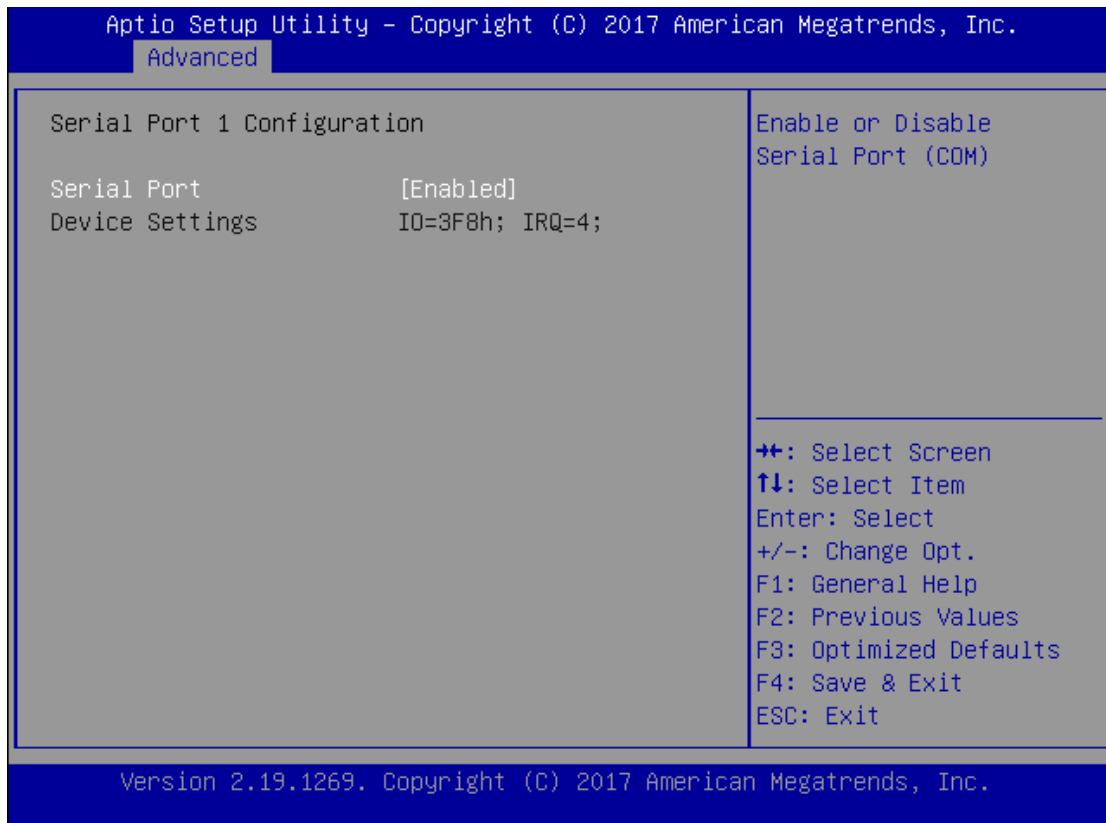 Aptio Setup Utility – Copyright (C) 2017 American Megatrends, Inc.
Advanced
Serial Port 1 Configuration
Serial Port [Enabled]
Device Settings IO=3F8h; IRQ=4;
Enable or Disable
Serial Port (COM)
→←: Select Screen
↑↓: Select Item
Enter: Select
+/-: Change Opt.
F1: General Help
F2: Previous Values
F3: Optimized Defaults
F4: Save & Exit
ESC: Exit
Version 2.19.1269. Copyright (C) 2017 American Megatrends, Inc.